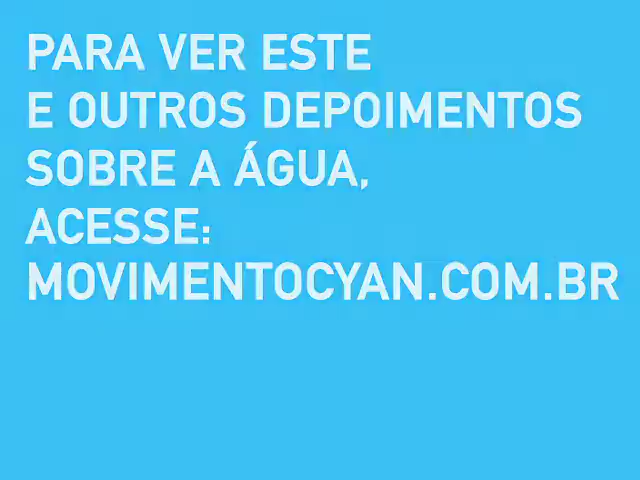 PARA VER ESTE
E OUTROS DEPOIMENTOS
SOBRE A ÁGUA,
ACESSE:
MOVIMENTOCYAN.COM.BR